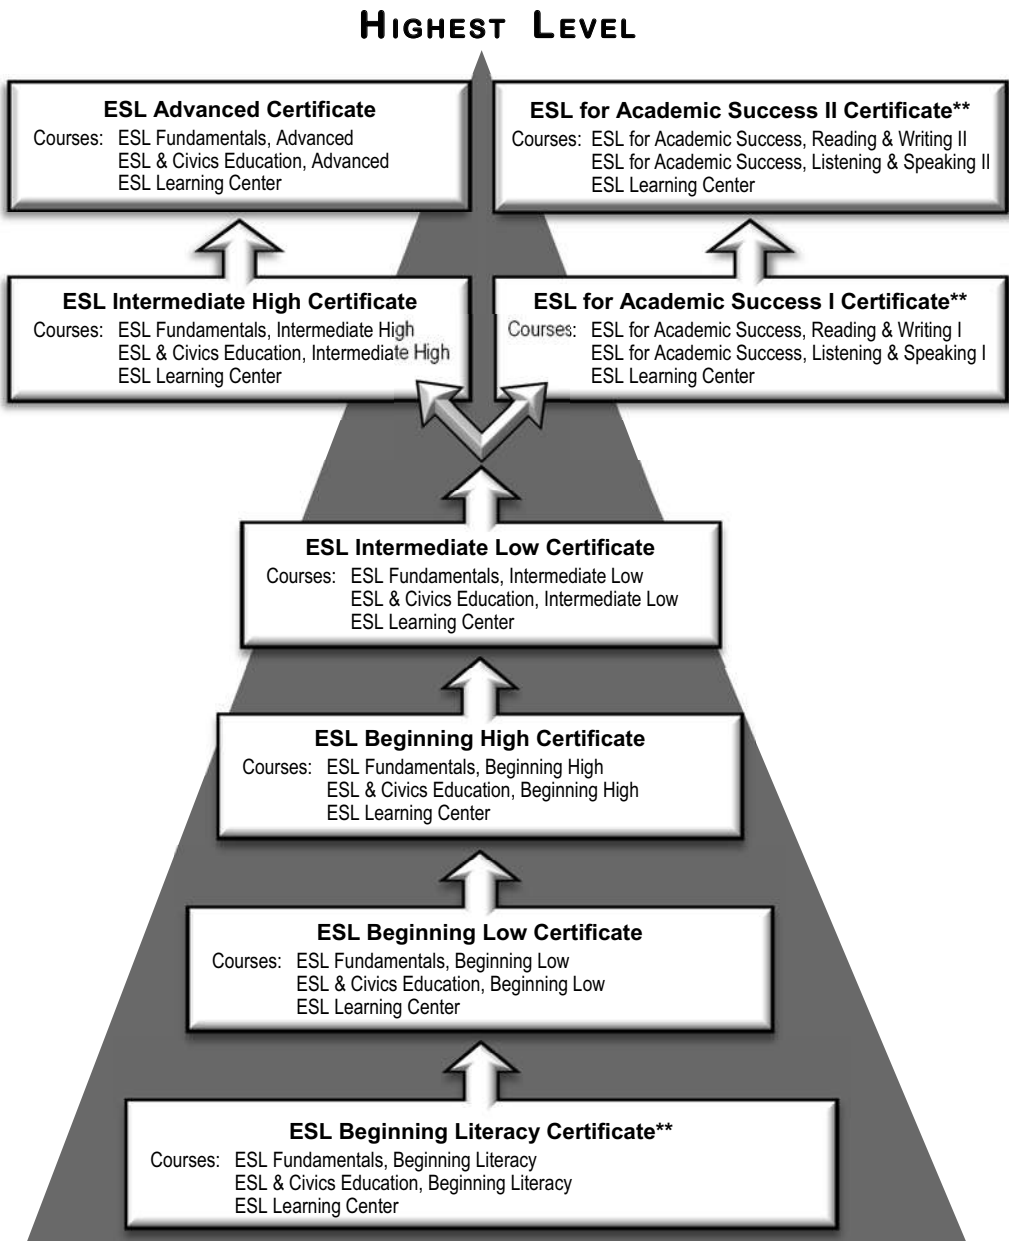 HIGHEST LEVEL
ESL Advanced Certificate
Courses: ESL Fundamentals, Advanced
ESL & Civics Education, Advanced
ESL Learning Center
ESL for Academic Success II Certificate**
Courses: ESL for Academic Success, Reading & Writing II
ESL for Academic Success, Listening & Speaking II
ESL Learning Center
ESL Intermediate High Certificate
Courses: ESL Fundamentals, Intermediate High
ESL & Civics Education, Intermediate High
ESL Learning Center
ESL for Academic Success I Certificate**
Courses: ESL for Academic Success, Reading & Writing I
ESL for Academic Success, Listening & Speaking I
ESL Learning Center
ESL Intermediate Low Certificate
Courses: ESL Fundamentals, Intermediate Low
ESL & Civics Education, Intermediate Low
ESL Learning Center
ESL Beginning High Certificate
Courses: ESL Fundamentals, Beginning High
ESL & Civics Education, Beginning High
ESL Learning Center
ESL Beginning Low Certificate
Courses: ESL Fundamentals, Beginning Low
ESL & Civics Education, Beginning Low
ESL Learning Center
ESL Beginning Literacy Certificate**
Courses: ESL Fundamentals, Beginning Literacy
ESL & Civics Education, Beginning Literacy
ESL Learning Center